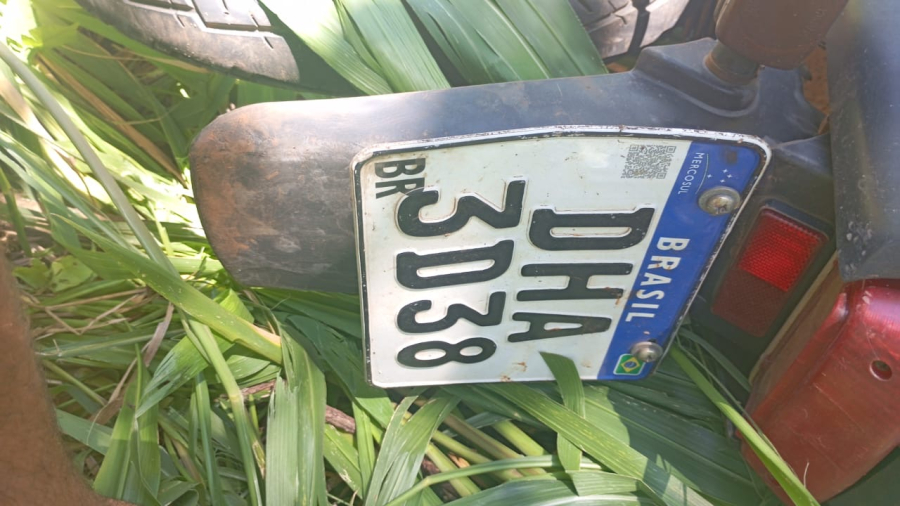 MERCOSUL
BRASIL
DHA
3D38
BR